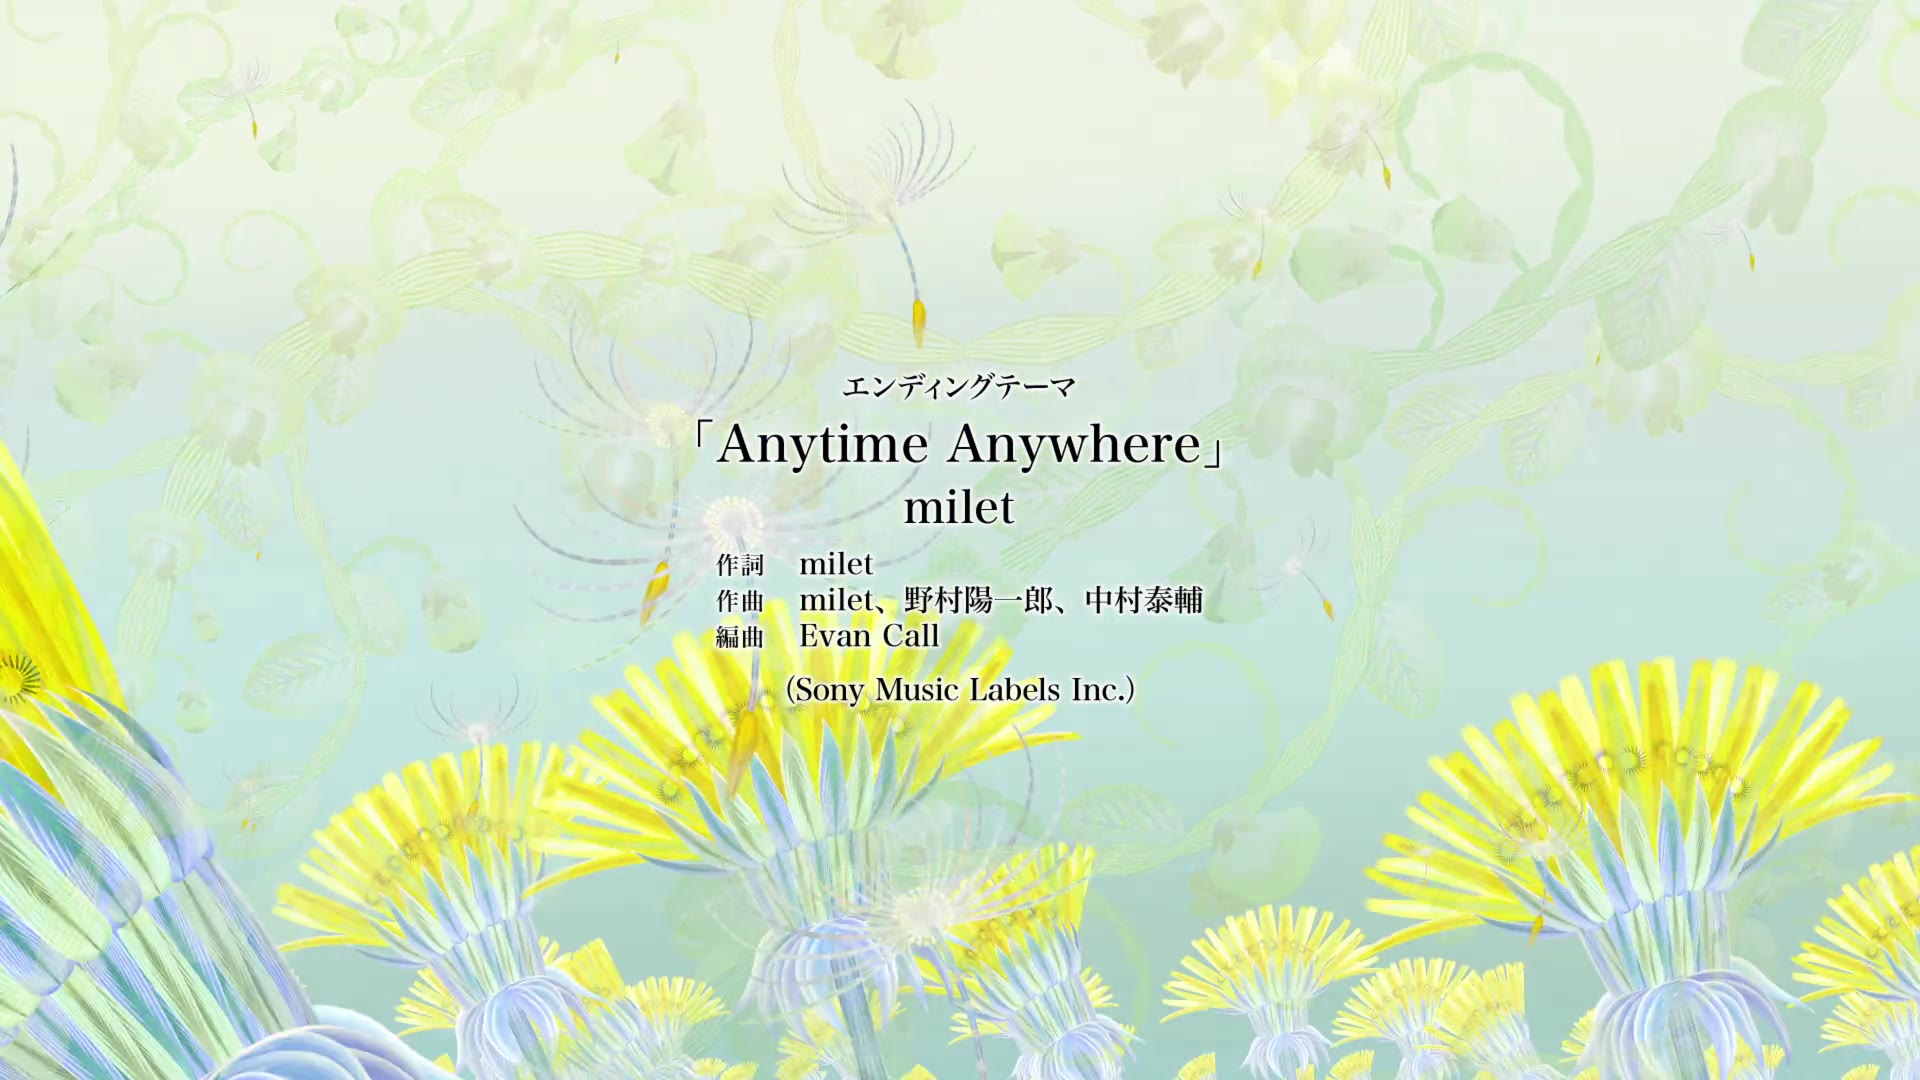 エンディングテーマ
「Anytime Anywhere」
milet
作詞 milet
作曲 milet、野村陽一郎、中村泰輔
編曲 Evan Call
(Sony Music Labels Inc.)